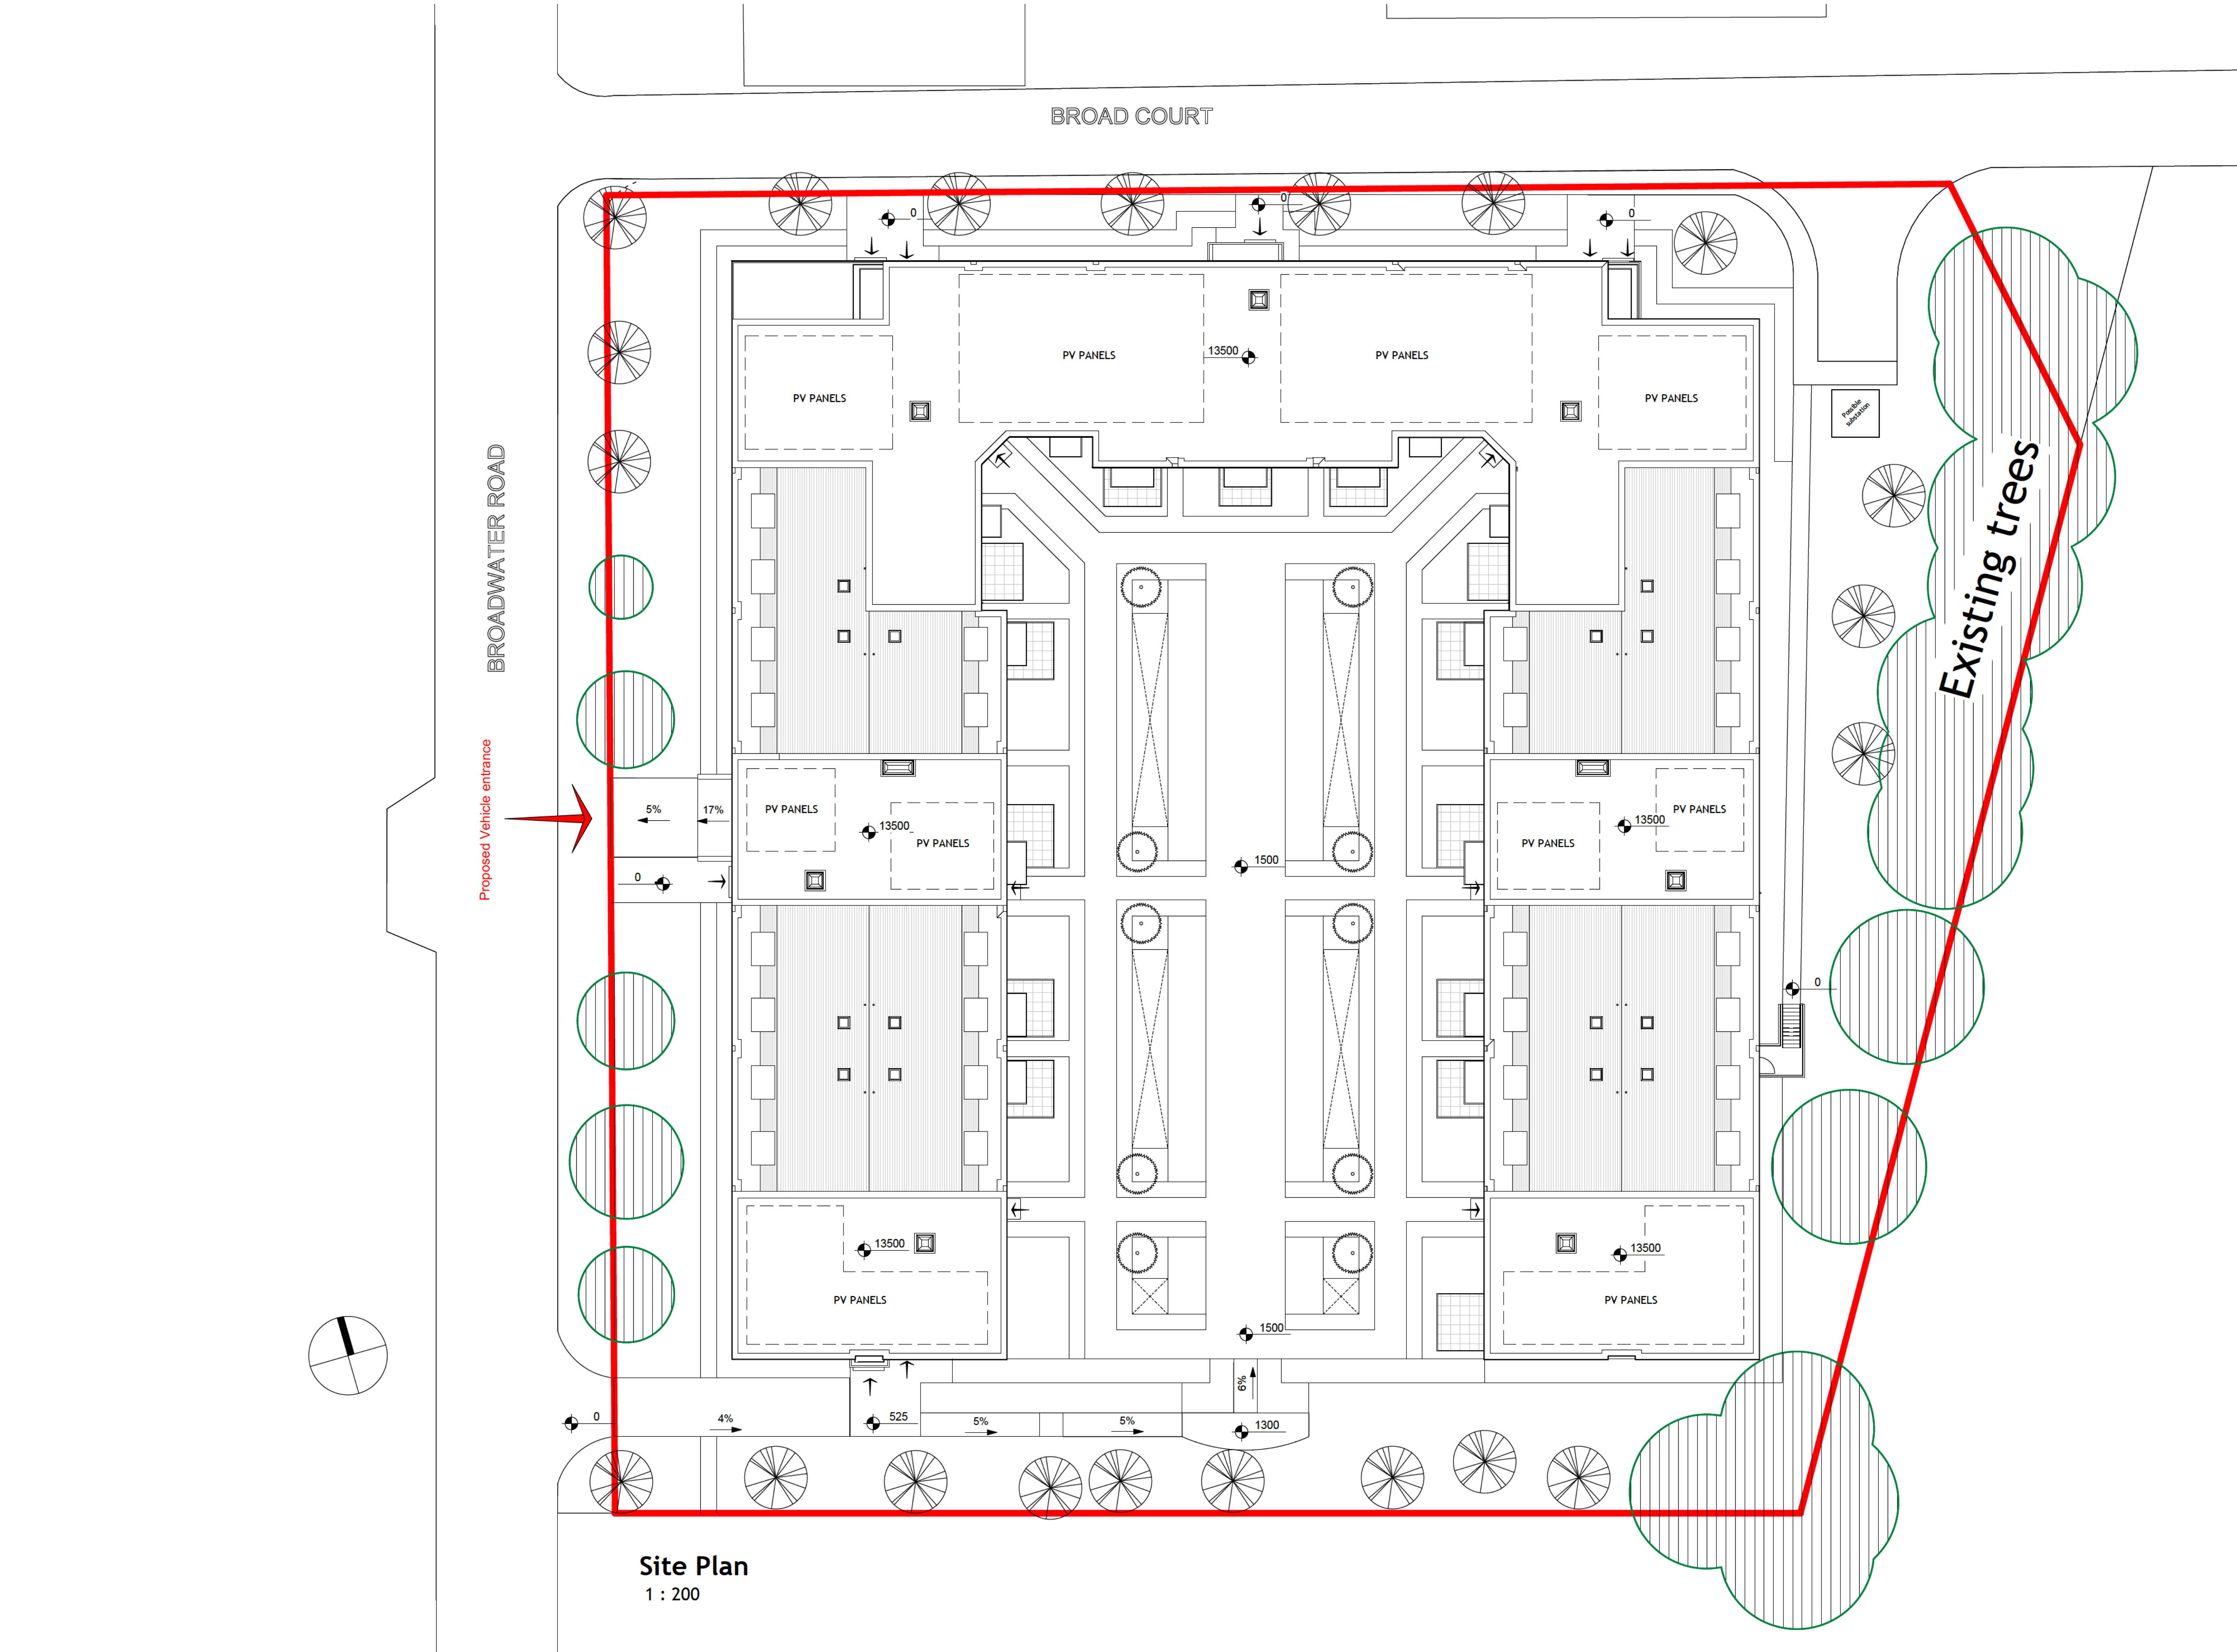 BROAD COURT
0
0
0
PV PANELS
13500
PV PANELS
PV PANELS
PV PANELS
Possible
substation
Existing trees
BROADWATER ROAD
Proposed Vehicle entrance
5%
17%
PV PANELS
13500
PV PANELS
PV PANELS
13500
PV PANELS
1500
0
0
13500
PV PANELS
13500
PV PANELS
1500
6%
0
4%
525
5%
5%
1300
Site Plan
1 : 200